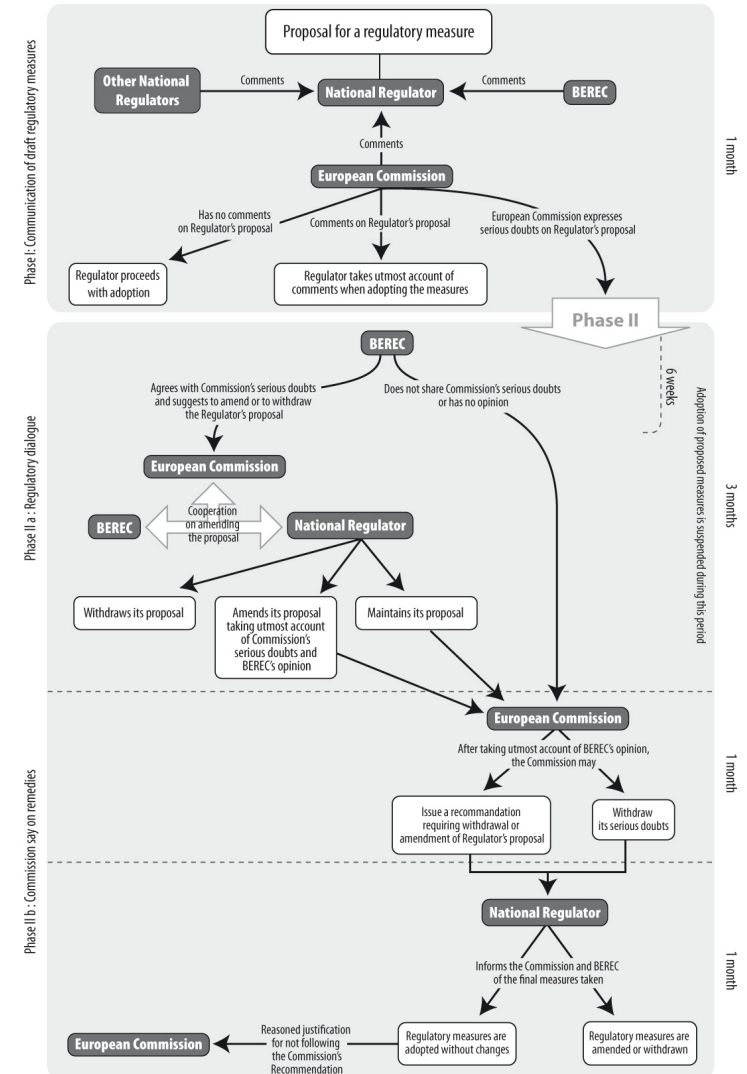 Proposal for a regulatory measure
Phase I: Communication of draft regulatory measures
1 month
Other National
Regulators
Comments
National Regulator
Comments
BEREC
Comments
European Commission
Has no comments
on Regulator's proposal
Comments on Regulator's proposal
European Commission expresses
serious doubts on Regulator's proposal
Regulator proceeds
with adoption
Regulator takes utmost account of
comments when adopting the measures
Phase II
BEREC
6 weeks
Adoption of proposed measures is suspended during this period
3 months
Phase II a : Regulatory dialogue
Agrees with Commission's serious doubts
and suggests to amend or to withdraw
the Regulator's proposal
Does not share Commission's serious doubts
or has no opinion
European Commission
BEREC
Cooperation
on amending
the proposal
National Regulator
Withdraws its proposal
Amends its proposal
taking utmost account
of Commission's
serious doubts and
BEREC's opinion
Maintains its proposal
Phase II b : Commission say on remedies
European Commission
1 month
After taking utmost account of BEREC's opinion,
the Commission may
Issue a recommandation
requiring withdrawal or
amendment of Regulator's proposal
Withdraw
its serious doubts
National Regulator
1 month
Informs the Commission and BEREC
of the final measures taken
European Commission
Reasoned justification
for not following
the Commission's
Recommendation
Regulatory measures are
adopted without changes
Regulatory measures are
amended or withdrawn